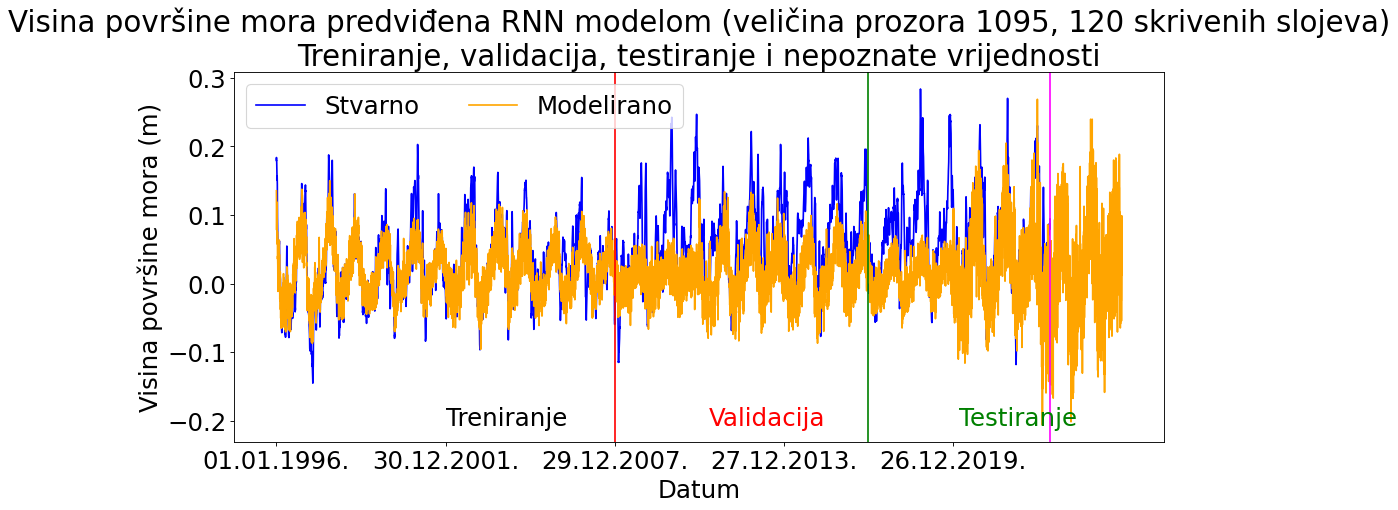 Visina površine mora predviđena RNN modelom (veličina prozora 1095, 120 skrivenih slojeva)
Treniranje, validacija, testiranje i nepoznate vrijednosti
Stvarno
Modelirano
0.3
0.2
0.1
0.0
−0.1
−0.2
Visina površine mora (m)
Treniranje
Validacija
Testiranje
01.01.1996.
30.12.2001.
29.12.2007.
27.12.2013.
26.12.2019.
Datum